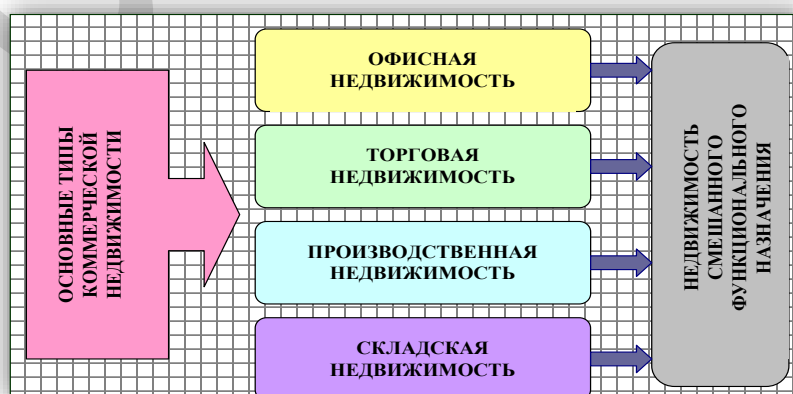 ОСНОВНЫЕ ТИПЫ
КОММЕРЧЕСКОЙ
НЕДВИЖИМОСТИ
ОФИСНАЯ
НЕДВИЖИМОСТЬ
ТОРГОВАЯ
НЕДВИЖИМОСТЬ
ПРОИЗВОДСТВЕННАЯ
НЕДВИЖИМОСТЬ
СКЛАДСКАЯ
НЕДВИЖИМОСТЬ
НЕДВИЖИМОСТЬ
СМЕШАННОГО
ФУНКЦИОНАЛЬНОГО
НАЗНАЧЕНИЯ